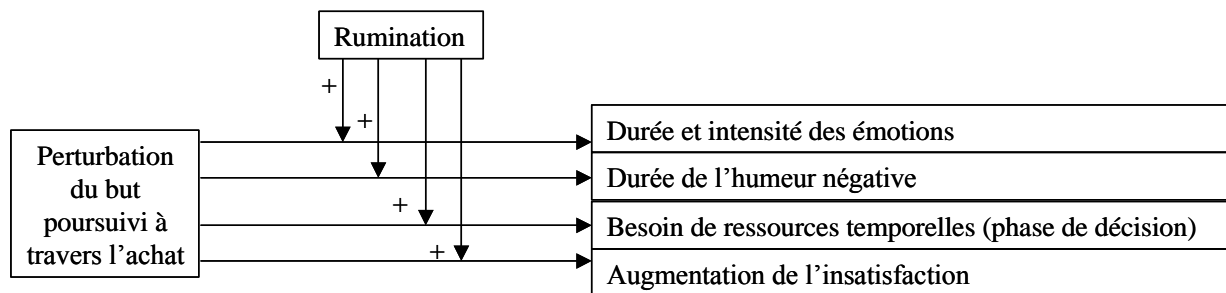 Rumination
+
+
+
+
Perturbation
du but
poursuivi à
travers l’achat
Durée et intensité des émotions
Durée de l’humeur négative
Besoin de ressources temporelles (phase de décision)
Augmentation de l’insatisfaction